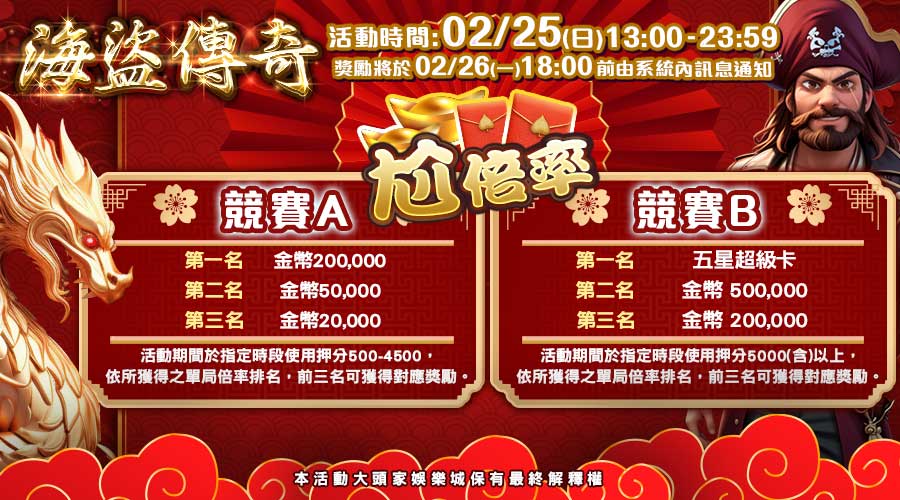 海盜傳奇
活動時間:02/25(日)13:00-23:59
獎勵將於 02/26(一)18:00 前由系統內訊息通知
尬倍率
競賽A
第一名 金幣200,000
第二名 金幣50,000
第三名 金幣20,000
活動期間於指定時段使用押分500-4500，
依所獲得之單局倍率排名，前三名可獲得對應獎勵。
競賽B
第一名 五星超級卡
第二名 金幣 500,000
第三名 金幣 200,000
活動期間於指定時段使用押分5000(含)以上，
依所獲得之單局倍率排名，前三名可獲得對應獎勵。
本活動大頭家娛樂城保有最終解釋權